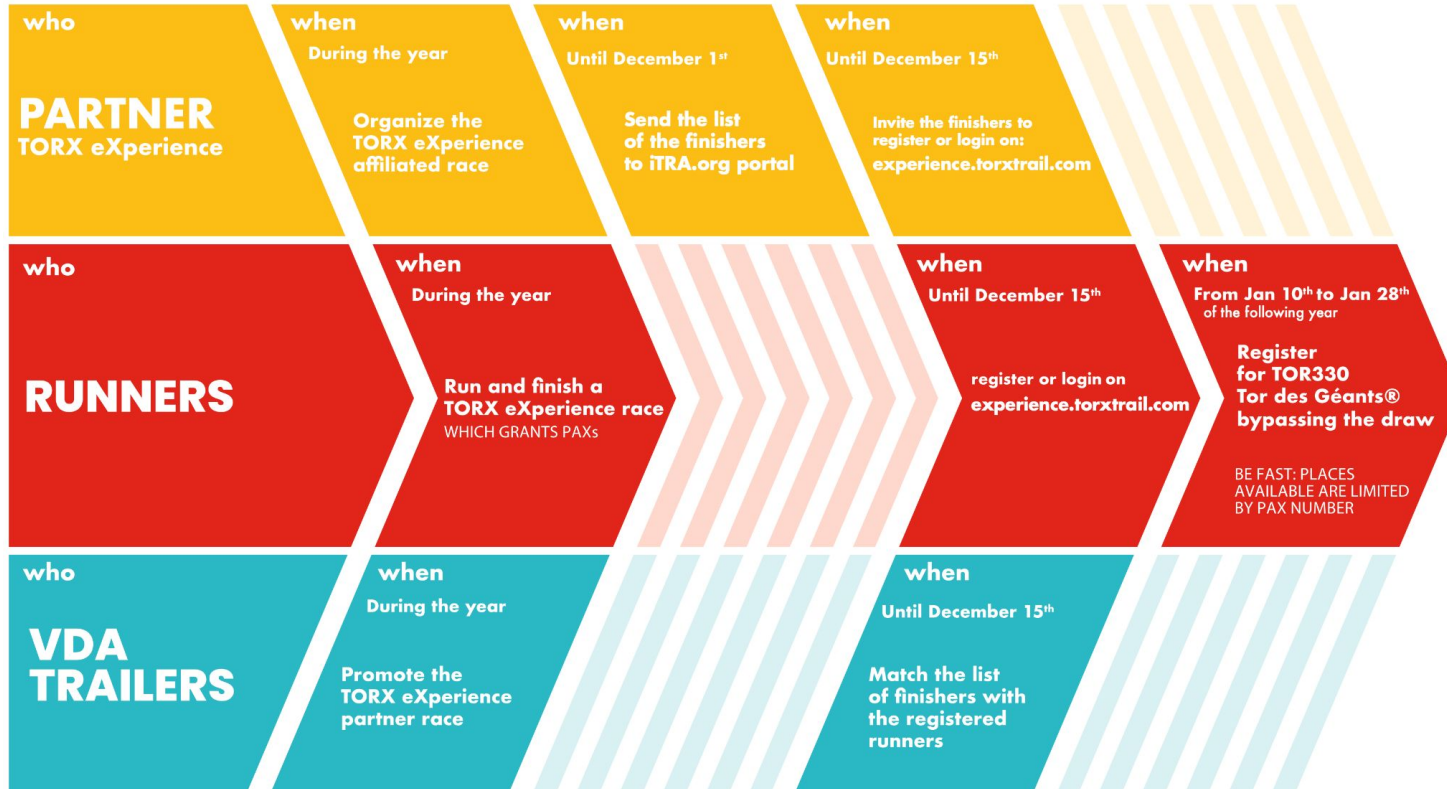 who
PARTNER
TORX eXperience
when
During the year
Organize the
TORX eXperience
affiliated race
when
Until December 1st
Send the list
of the finishers
to iTRA.org portal
when
Until December 15th
Invite the finishers to
register or login on:
experience.torxtrail.com
who
RUNNERS
when
During the year
Run and finish a
TORX eXperience race
WHICH GRANTS PAXs
when
Until December 15th
register or login on
experience.torxtrail.com
when
From Jan 10th to Jan 28th
of the following year
Register
for TOR330
Tor des Géants®
bypassing the draw
BE FAST: PLACES
AVAILABLE ARE LIMITED
BY PAX NUMBER
who
VDA
TRAILERS
when
During the year
Promote the
TORX eXperience
partner race
when
Until December 15th
Match the list
of finishers with
the registered
runners